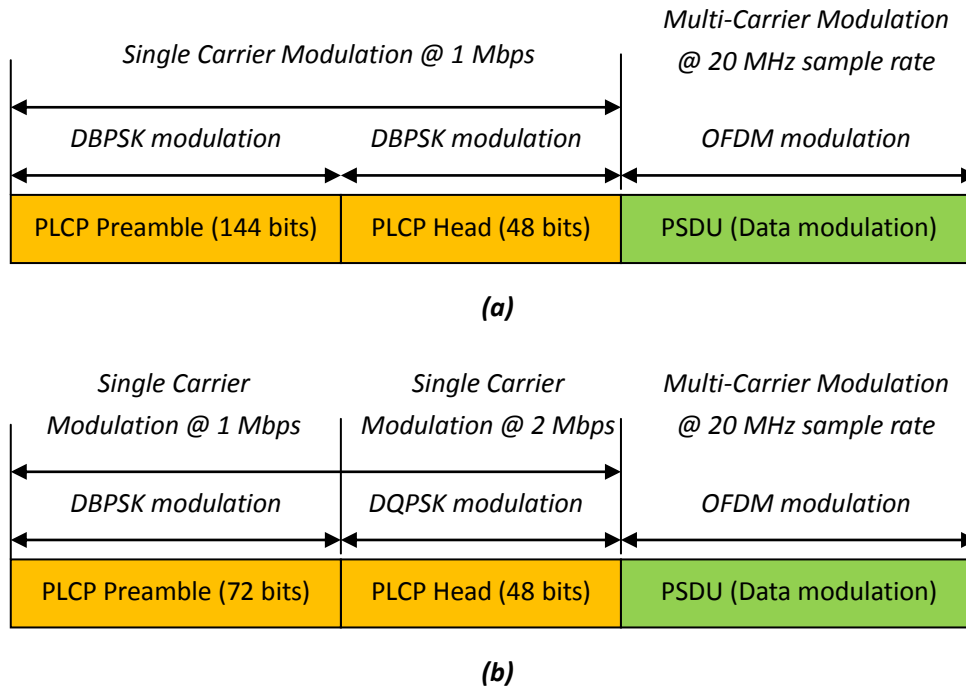 Single Carrier Modulation @ 1 Mbps
Multi-Carrier Modulation
@ 20 MHz sample rate
DBPSK modulation
DBPSK modulation
OFDM modulation
PLCP Preamble (144 bits)
PLCP Head (48 bits)
PSDU (Data modulation)
(a)
Single Carrier
Modulation @ 1 Mbps
Single Carrier
Modulation @ 2 Mbps
Multi-Carrier Modulation
@ 20 MHz sample rate
DBPSK modulation
DQPSK modulation
OFDM modulation
PLCP Preamble (72 bits)
PLCP Head (48 bits)
PSDU (Data modulation)
(b)